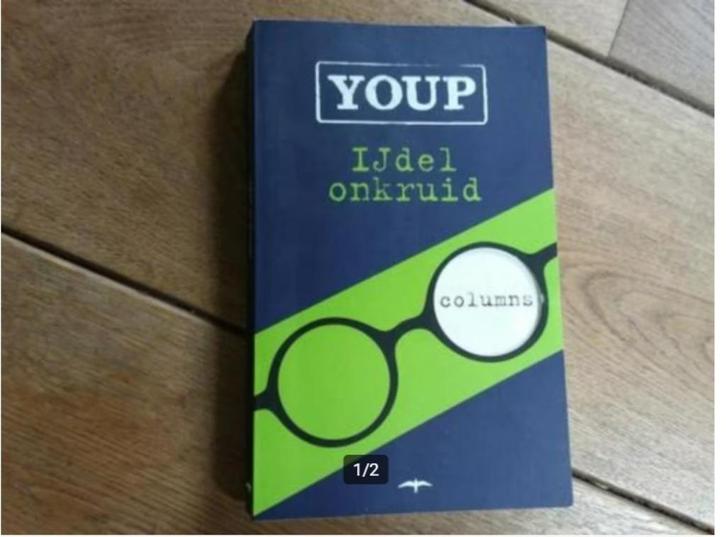 YOUP
IJdel
onkruid
columns
1/2